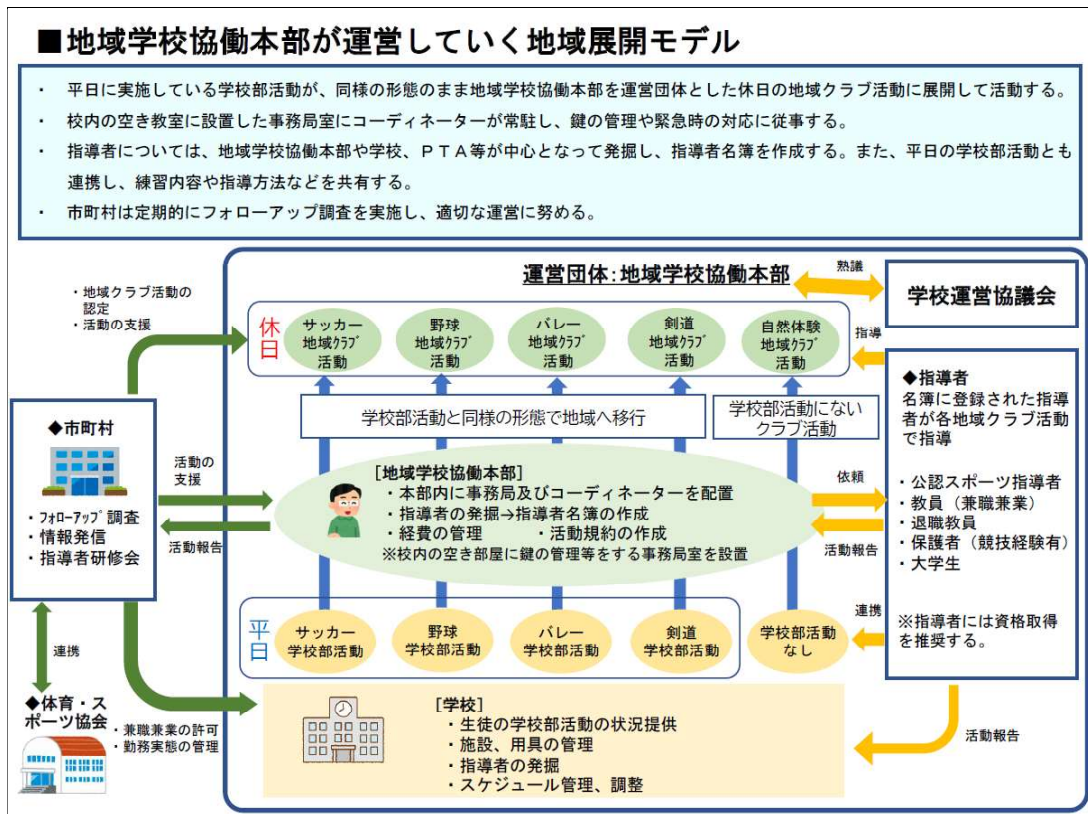 ■地域学校協働本部が運営していく地域展開モデル
・ 平日に実施している学校部活動が、同様の形態のまま地域学校協働本部を運営団体とした休日の地域クラブ活動に展開して活動する。
・ 校内の空き教室に設置した事務局室にコーディネーターが常駐し、鍵の管理や緊急時の対応に従事する。
・ 指導者については、地域学校協働本部や学校、ＰＴＡ等が中心となって発掘し、指導者名簿を作成する。また、平日の学校部活動とも
連携し、練習内容や指導方法などを共有する。
・ 市町村は定期的にフォローアップ調査を実施し、適切な運営に努める。
運営団体：地域学校協働本部
熟議
学校運営協議会
・地域クラブ活動の
認定
・活動の支援
休日
サッカー
地域ｸﾗﾌﾞ
活動
野球
地域ｸﾗﾌﾞ
活動
バレー
地域ｸﾗﾌﾞ
活動
剣道
地域ｸﾗﾌﾞ
活動
自然体験
地域ｸﾗﾌﾞ
活動
指導
◆指導者
名簿に登録された指導
者が各地域クラブ活動
で指導
・公認スポーツ指導者
・教員（兼職兼業）
・退職教員
・保護者（競技経験有）
・大学生
※指導者には資格取得
を推奨する。
学校部活動と同様の形態で地域へ移行
学校部活動にない
クラブ活動
◆市町村
・ﾌｫﾛｰｱｯﾌﾟ調査
・情報発信
・指導者研修会
活動の
支援
活動報告
[地域学校協働本部]
・本部内に事務局及びコーディネーターを配置
・指導者の発掘→指導者名簿の作成
・経費の管理 ・活動規約の作成
※校内の空き部屋に鍵の管理等をする事務局室を設置
依頼
活動報告
平日
サッカー
学校部活動
野球
学校部活動
バレー
学校部活動
剣道
学校部活動
学校部活動
なし
連携
連携
◆体育・ス
ポーツ協会
・兼職兼業の許可
・勤務実態の管理
[学校]
・生徒の学校部活動の状況提供
・施設、用具の管理
・指導者の発掘
・スケジュール管理、調整
活動報告